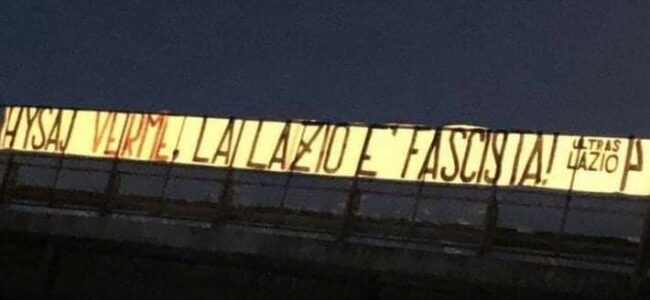 HYSAJ VERME, LA LAZIO E' FASCISTA!
ULTRAS
LAZIO
P